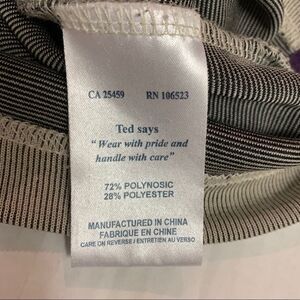 CA 25459 RN 106523
Ted says
"Wear with pride and
handle with care"
72% POLYNOSIC
28% POLYESTER
MANUFACTURED IN CHINA
FABRIQUE EN CHINE
CARE ON REVERSE / ENTRETIEN AU VERSO